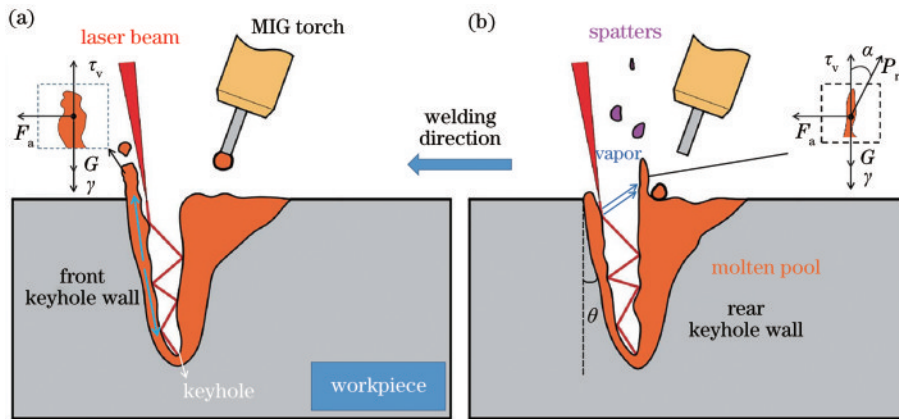 (a)
laser beam
MIG torch
τv
Fa
G
γ
front
keyhole wall
keyhole
workpiece
welding
direction
(b)
spatters
vapor
τv
α
Pr
Fa
G
γ
molten pool
rear
keyhole wall
θ